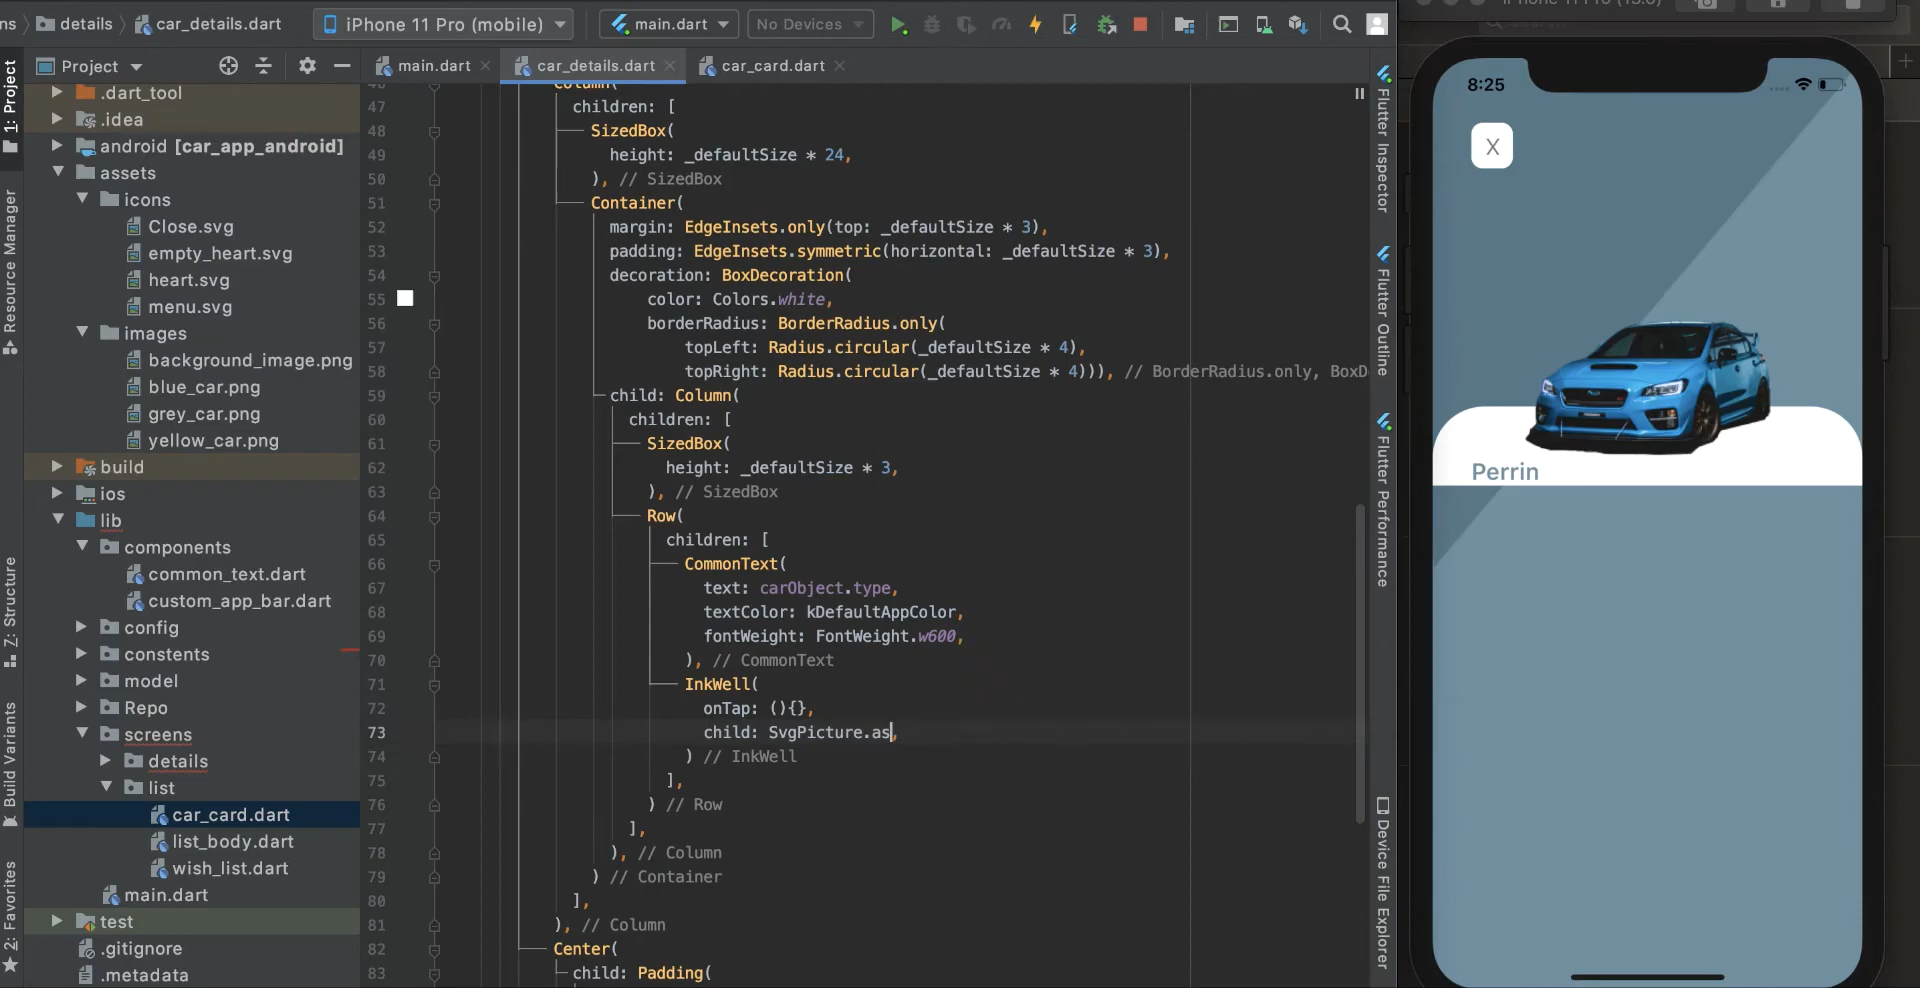 ns
details
car_details.dart
iPhone 11 Pro (mobile)
main.dart
No Devices
Project
main.dart
car_details.dart
car_card.dart
.dart_tool
.idea
android [car_app_android]
assets
icons
Close.svg
empty_heart.svg
heart.svg
menu.svg
images
background_image.png
blue_car.png
grey_car.png
yellow_car.png
build
ios
lib
components
common_text.dart
custom_app_bar.dart
config
constents
model
Repo
screens
details
list
car_card.dart
list_body.dart
wish_list.dart
main.dart
test
.gitignore
.metadata
1: Project
Resource Manager
Z: Structure
Build Variants
2: Favorites
Column(
47 children: [
48 SizedBox(
49 height: _defaultSize * 24,
50 ), // SizedBox
51 Container(
52 margin: EdgeInsets.only(top: _defaultSize * 3),
53 padding: EdgeInsets.symmetric(horizontal: _defaultSize * 3),
54 decoration: BoxDecoration(
55 color: Colors.white,
56 borderRadius: BorderRadius.only(
57 topLeft: Radius.circular(_defaultSize * 4),
58 topRight: Radius.circular(_defaultSize * 4))), // BorderRadius.only, BoxD
59 child: Column(
60 children: [
61 SizedBox(
62 height: _defaultSize * 3,
63 ), // SizedBox
64 Row(
65 children: [
66 CommonText(
67 text: carObject.type,
68 textColor: kDefaultAppColor,
69 fontWeight: FontWeight.w600,
70 ), // CommonText
71 InkWell(
72 onTap: (){},
73 child: SvgPicture.as,
74 ) // InkWell
75 ],
76 ) // Row
77 ],
78 ), // Column
79 ) // Container
80 ],
81 ), // Column
82 Center(
83 child: Padding(
Flutter Inspector
Flutter Outline
Flutter Performance
Device File Explorer
8:25
X
Perrin